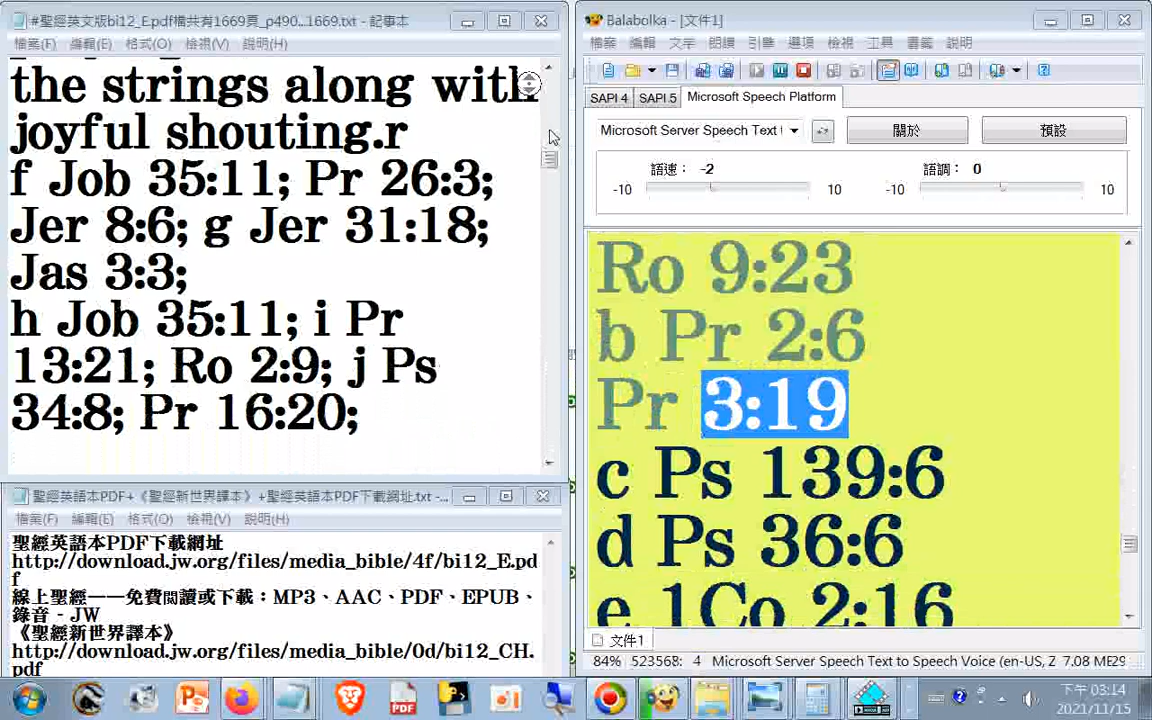 #聖經英文版bi12_E.pdf檔共有1669頁_p490...1669.txt - 記事本
檔案(F) 編輯(E) 格式(O) 檢視(V) 說明(H)
the strings along with
joyful shouting.r
f Job 35:11; Pr 26:3;
Jer 8:6; g Jer 31:18;
Jas 3:3;
h Job 35:11; i Pr
13:21; Ro 2:9; j Ps
34:8; Pr 16:20;
聖經英語本PDF+《聖經新世界譯本》+聖經英語本PDF下載網址.txt -...
檔案(F) 編輯(E) 格式(O) 檢視(V) 說明(H)
聖經英語本PDF下載網址
http://download.jw.org/files/media_bible/4f/bi12_E.pd
f
線上聖經——免費閱讀或下載：MP3、AAC、PDF、EPUB、
錄音 - JW
《聖經新世界譯本》
http://download.jw.org/files/media_bible/0d/bi12_CH.
pdf
Balabolka - [文件1]
檔案 編輯 文字 朗讀 引擎 選項 檢視 工具 書籤 說明
SAPI 4 SAPI 5 Microsoft Speech Platform
Microsoft Server Speech Text 關於 預設
語速： -2 語調： 0
-10 10 -10 10
Ro 9:23
b Pr 2:6
Pr 3:19
c Ps 139:6
d Ps 36:6
e 1Co 2:16
文件1
84% 523568: 4 Microsoft Server Speech Text to Speech Voice (en-US, Z 7.08 ME29
PDF
下午 03:14
2021/11/15